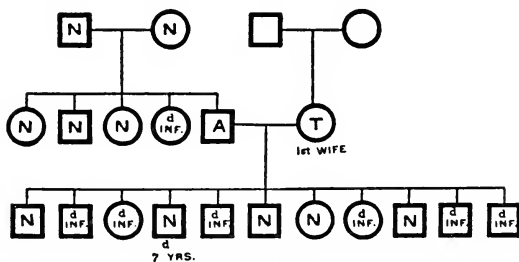 N N
N N N d INF. A T
1st WIFE
N d INF. d INF. N d INF. N N d INF. N d INF. d INF.
d
7 YRS.